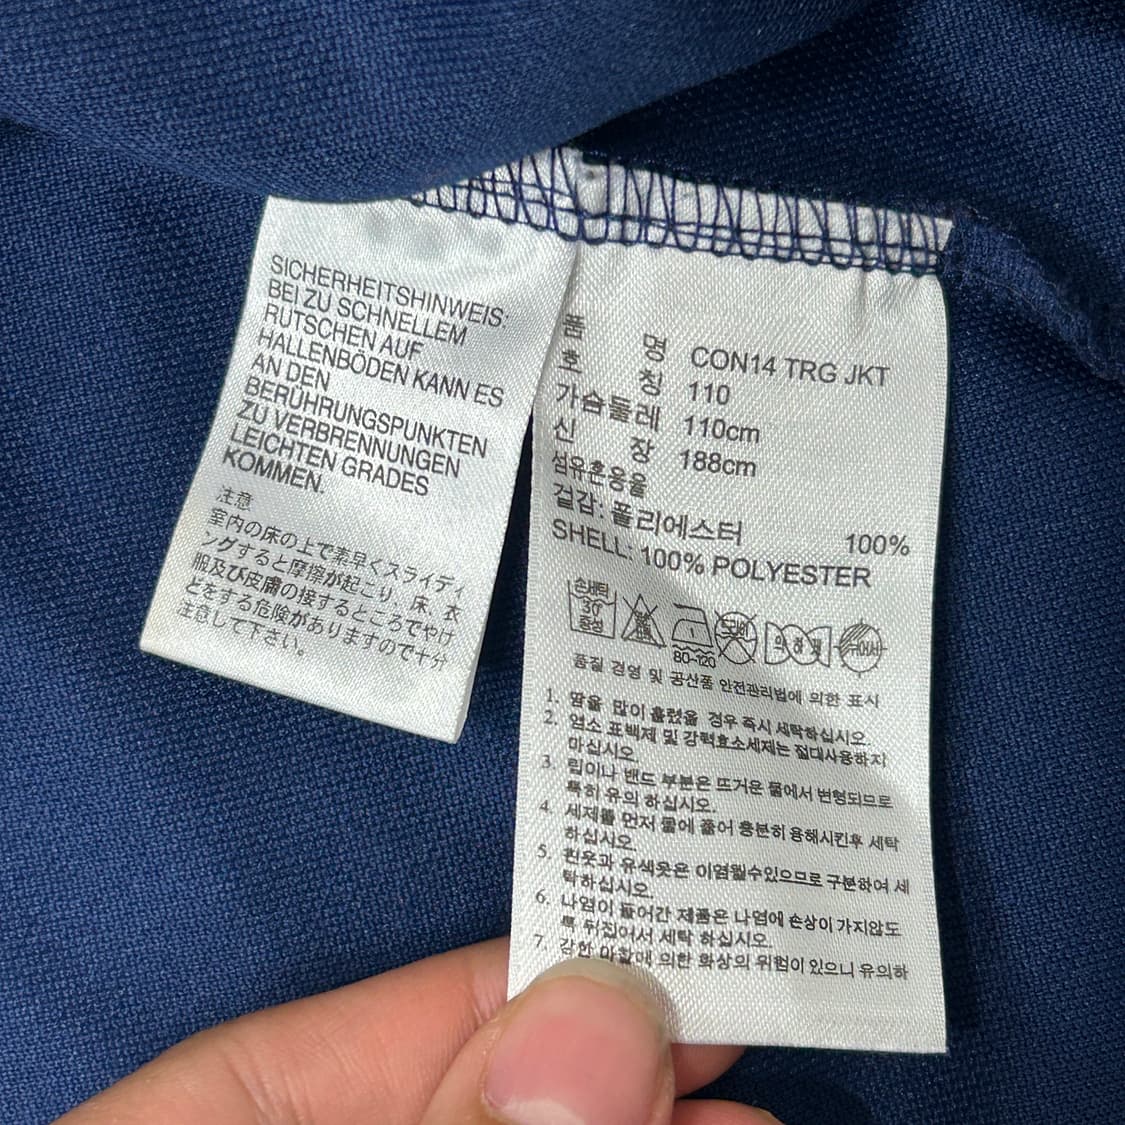 SICHERHEITSHINWEIS:
BEI ZU SCHNELLEM
RUTSCHEN AUF
HALLENBÖDEN KANN ES
AN DEN
BERÜHRUNGSPUNKTEN
ZU VERBRENNUNGEN
LEICHTEN GRADES
KOMMEN.
注意
室内の床の上で素早くスライディ
ングすると摩擦が起こり、床、衣
服及び皮膚の接するところでやけ
どをする危険がありますので十分
注意して下さい。
품 명 CON14 TRG JKT
호 칭 110
가슴둘레 110cm
신 장 188cm
섬유혼용율
겉감: 폴리에스터 100%
SHELL: 100% POLYESTER
손세탁
30
중성
80-120
품질 경영 및 공산품 안전관리법에 의한 표시
1. 땀을 많이 흘렸을 경우 즉시 세탁하십시오.
2. 염소 표백제 및 강력효소세제는 절대사용하지
마십시오.
3. 립이나 밴드 부분은 뜨거운 물에서 변형되므로
특히 유의 하십시오.
4. 세제를 먼저 물에 풀어 충분히 용해시킨후 세탁
하십시오.
5. 흰옷과 유색옷은 이염될수있으므로 구분하여 세
탁하십시오.
6. 나염이 들어간 제품은 나염에 손상이 가지않도
록 뒤집어서 세탁 하십시오.
7. 강한 마찰에 의한 화상의 위험이 있으니 유의하